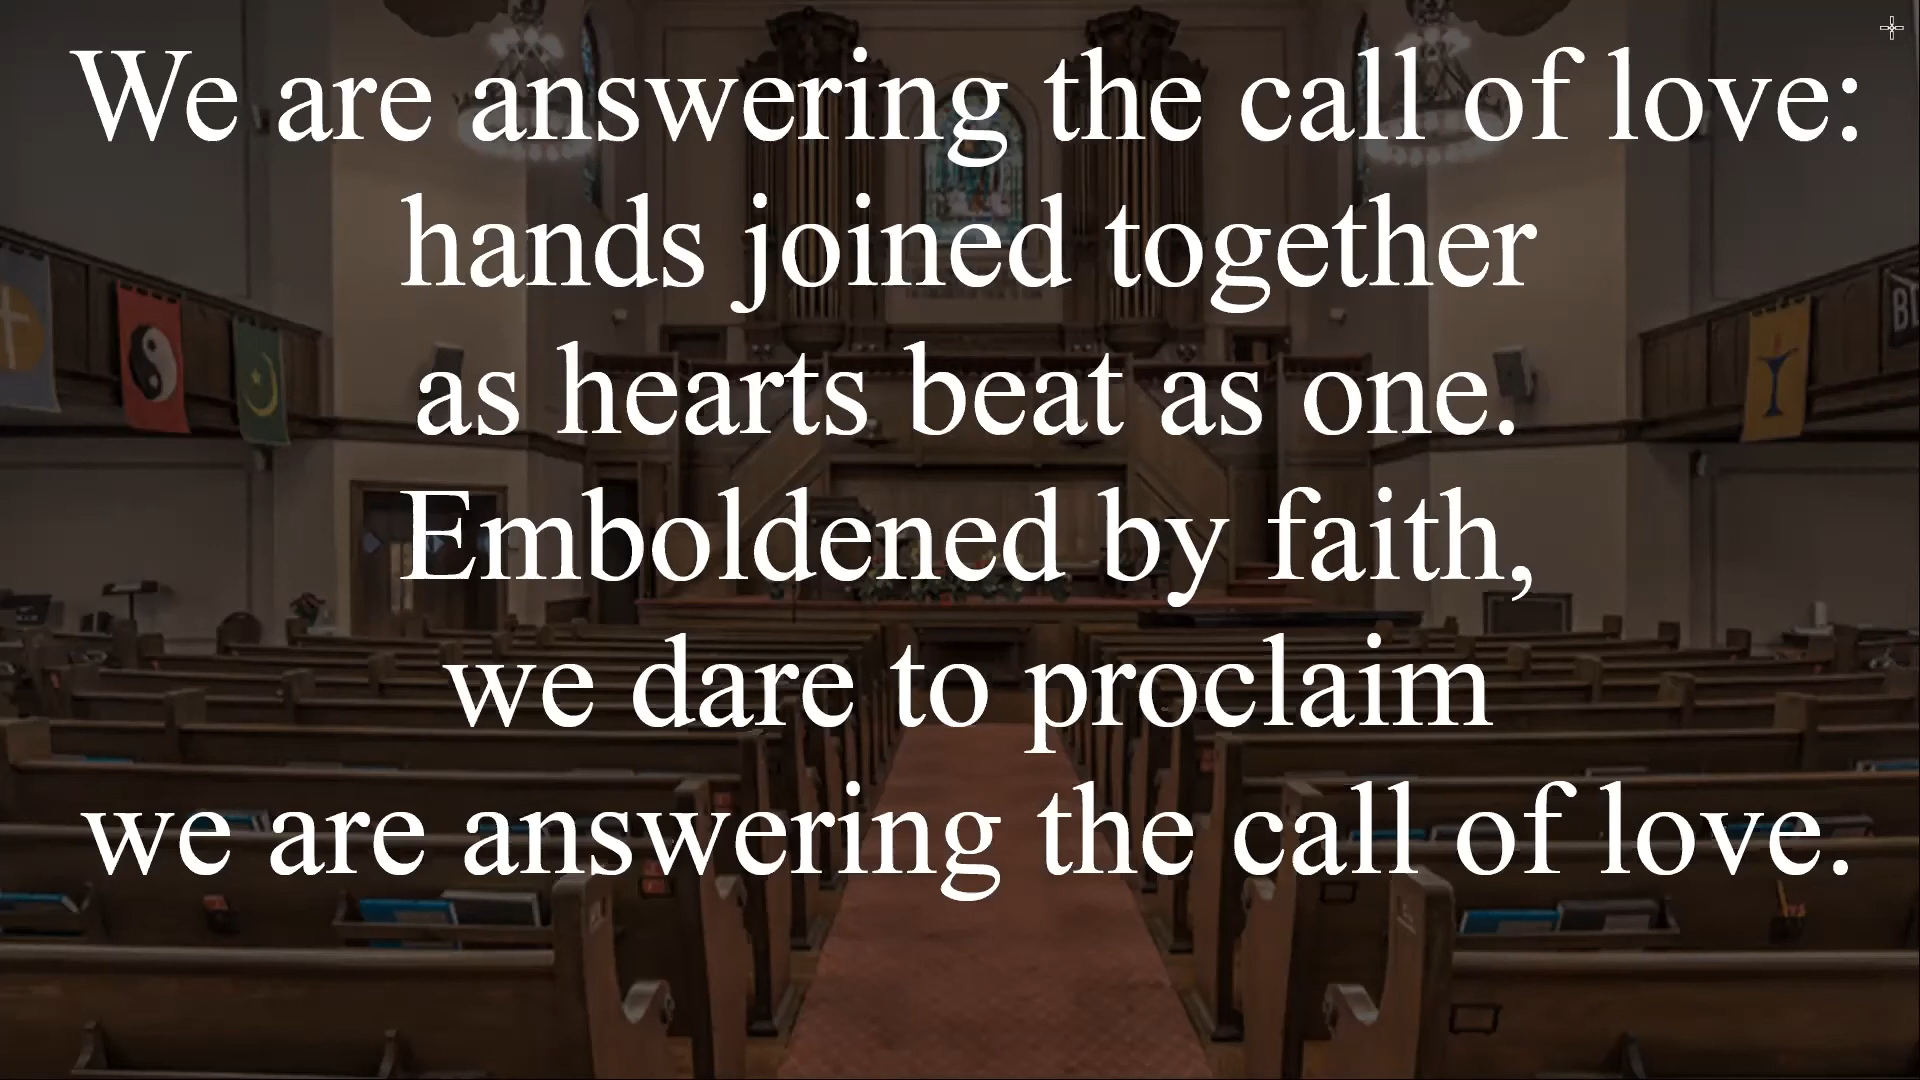 We are answering the call of love:
hands joined together
as hearts beat as one.
Emboldened by faith,
we dare to proclaim
we are answering the call of love.